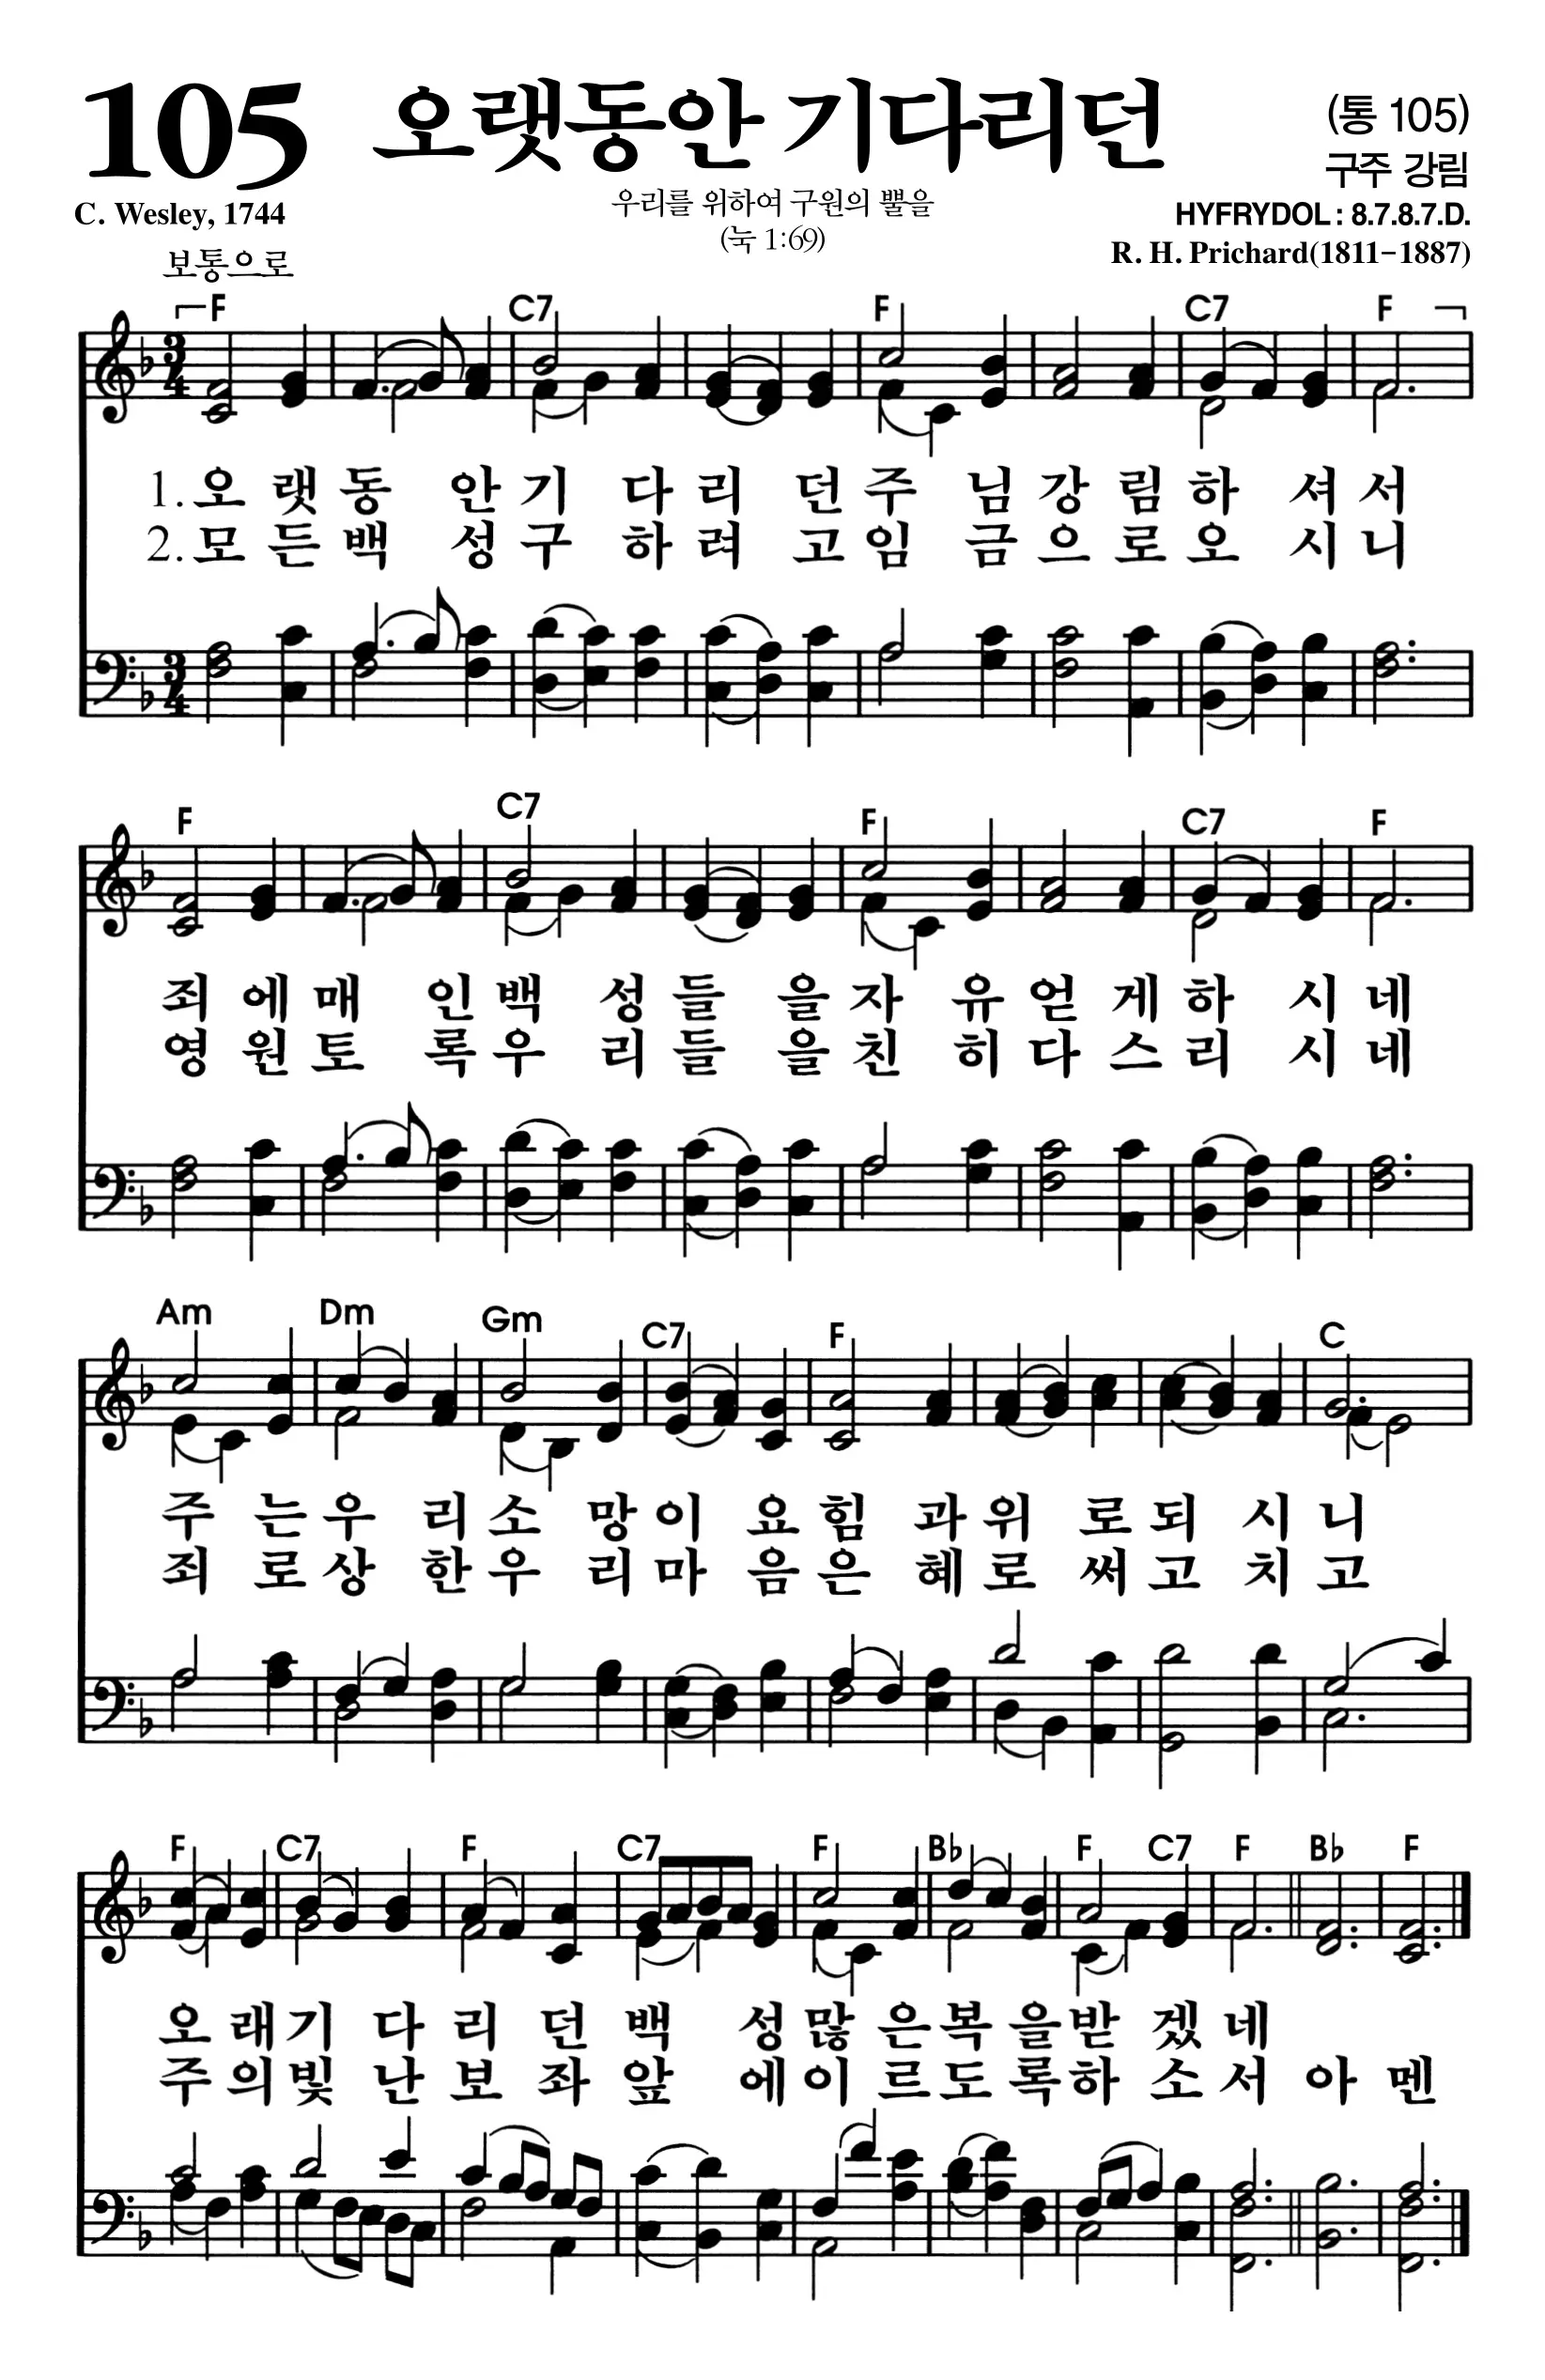 105 오랫동안 기다리던 (통 105)
구주 강림
우리를 위하여 구원의 뿔을
C. Wesley, 1744 HYFRYDOL : 8.7.8.7.D.
(눅 1:69)
R. H. Prichard(1811-1887)
보통으로
F C7 F C7 F
3 4
1. 오 랫 동 안 기 다 리 던 주 님 강 림 하 셔 서
2. 모 든 백 성 구 하 려 고 임 금 으 로 오 시 니
3 4
F C7 F C7 F
죄 에 매 인 백 성 들 을 자 유 얻 게 하 시 네
영 원 토 록 우 리 들 을 친 히 다 스 리 시 네
Am Dm Gm C7 F C
주 는 우 리 소 망 이 요 힘 과 위 로 되 시 니
죄 로 상 한 우 리 마 음 은 혜 로 써 고 치 고
F C7 F C7 F B♭ F C7 F B♭ F
오 래 기 다 리 던 백 성 많 은 복 을 받 겠 네
주 의 빛 난 보 좌 앞 에 이 르 도 록 하 소 서 아 멘